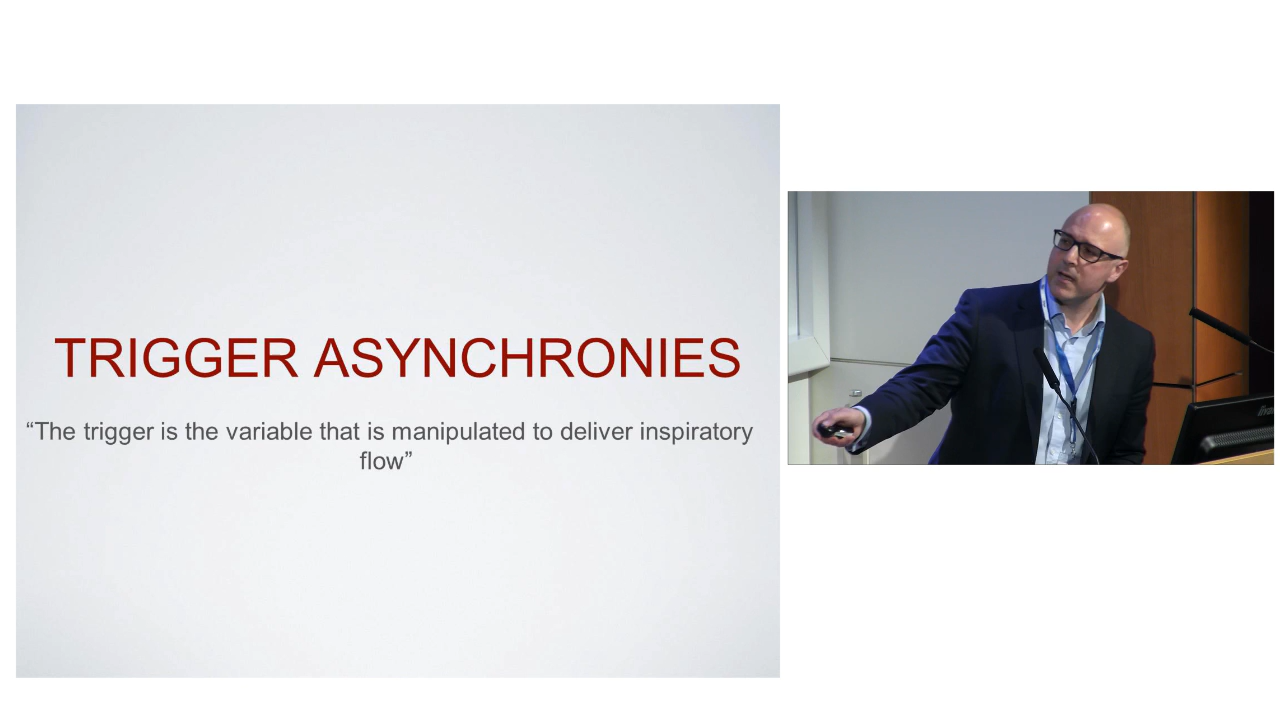 TRIGGER ASYNCHRONIES
“The trigger is the variable that is manipulated to deliver inspiratory
flow”